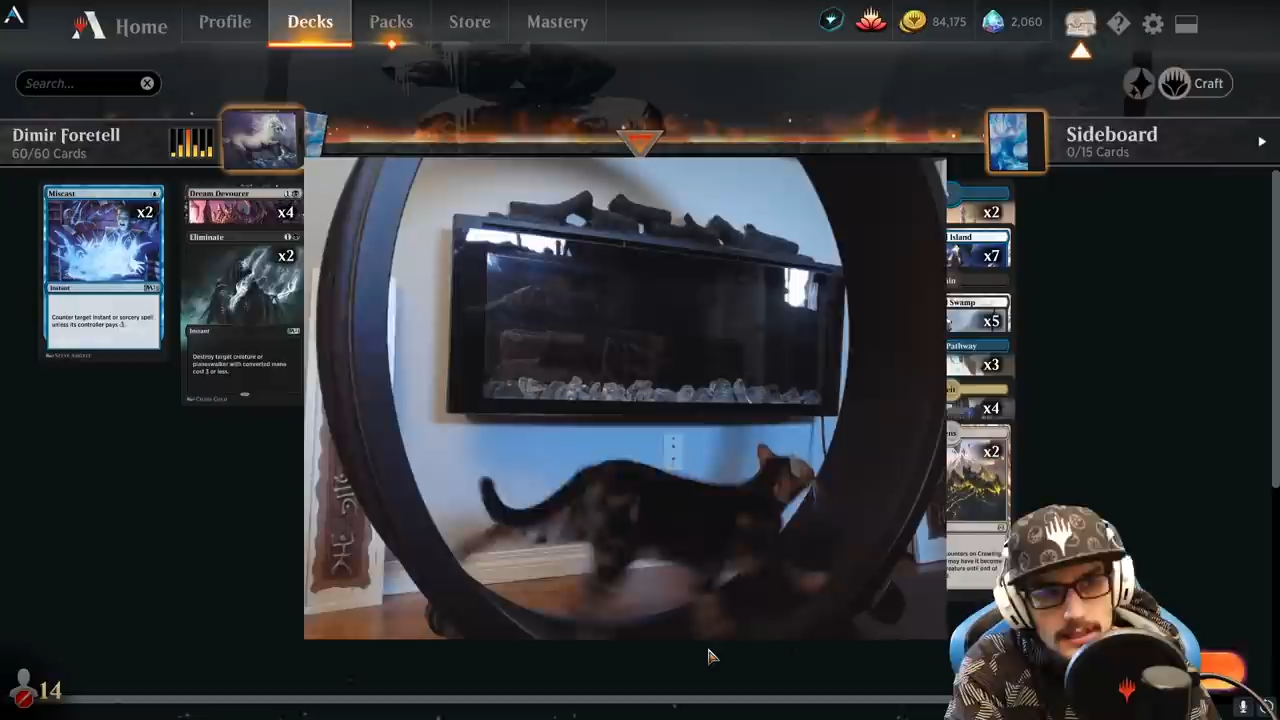 Home
Profile
Decks
Packs
Store
Mastery
84,175
2,060
Search...
Craft
Dimir Foretell
60/60 Cards
Sideboard
0/15 Cards
Miscast
x2
Instant
Counter target instant or sorcery spell
unless its controller pays
Dream Devourer
x4
Eliminate
x2
Instant
Destroy target creature or
planeswalker with converted mana
cost 3 or less.
x2
Island
x7
Swamp
x5
Pathway
x3
x4
x2
14